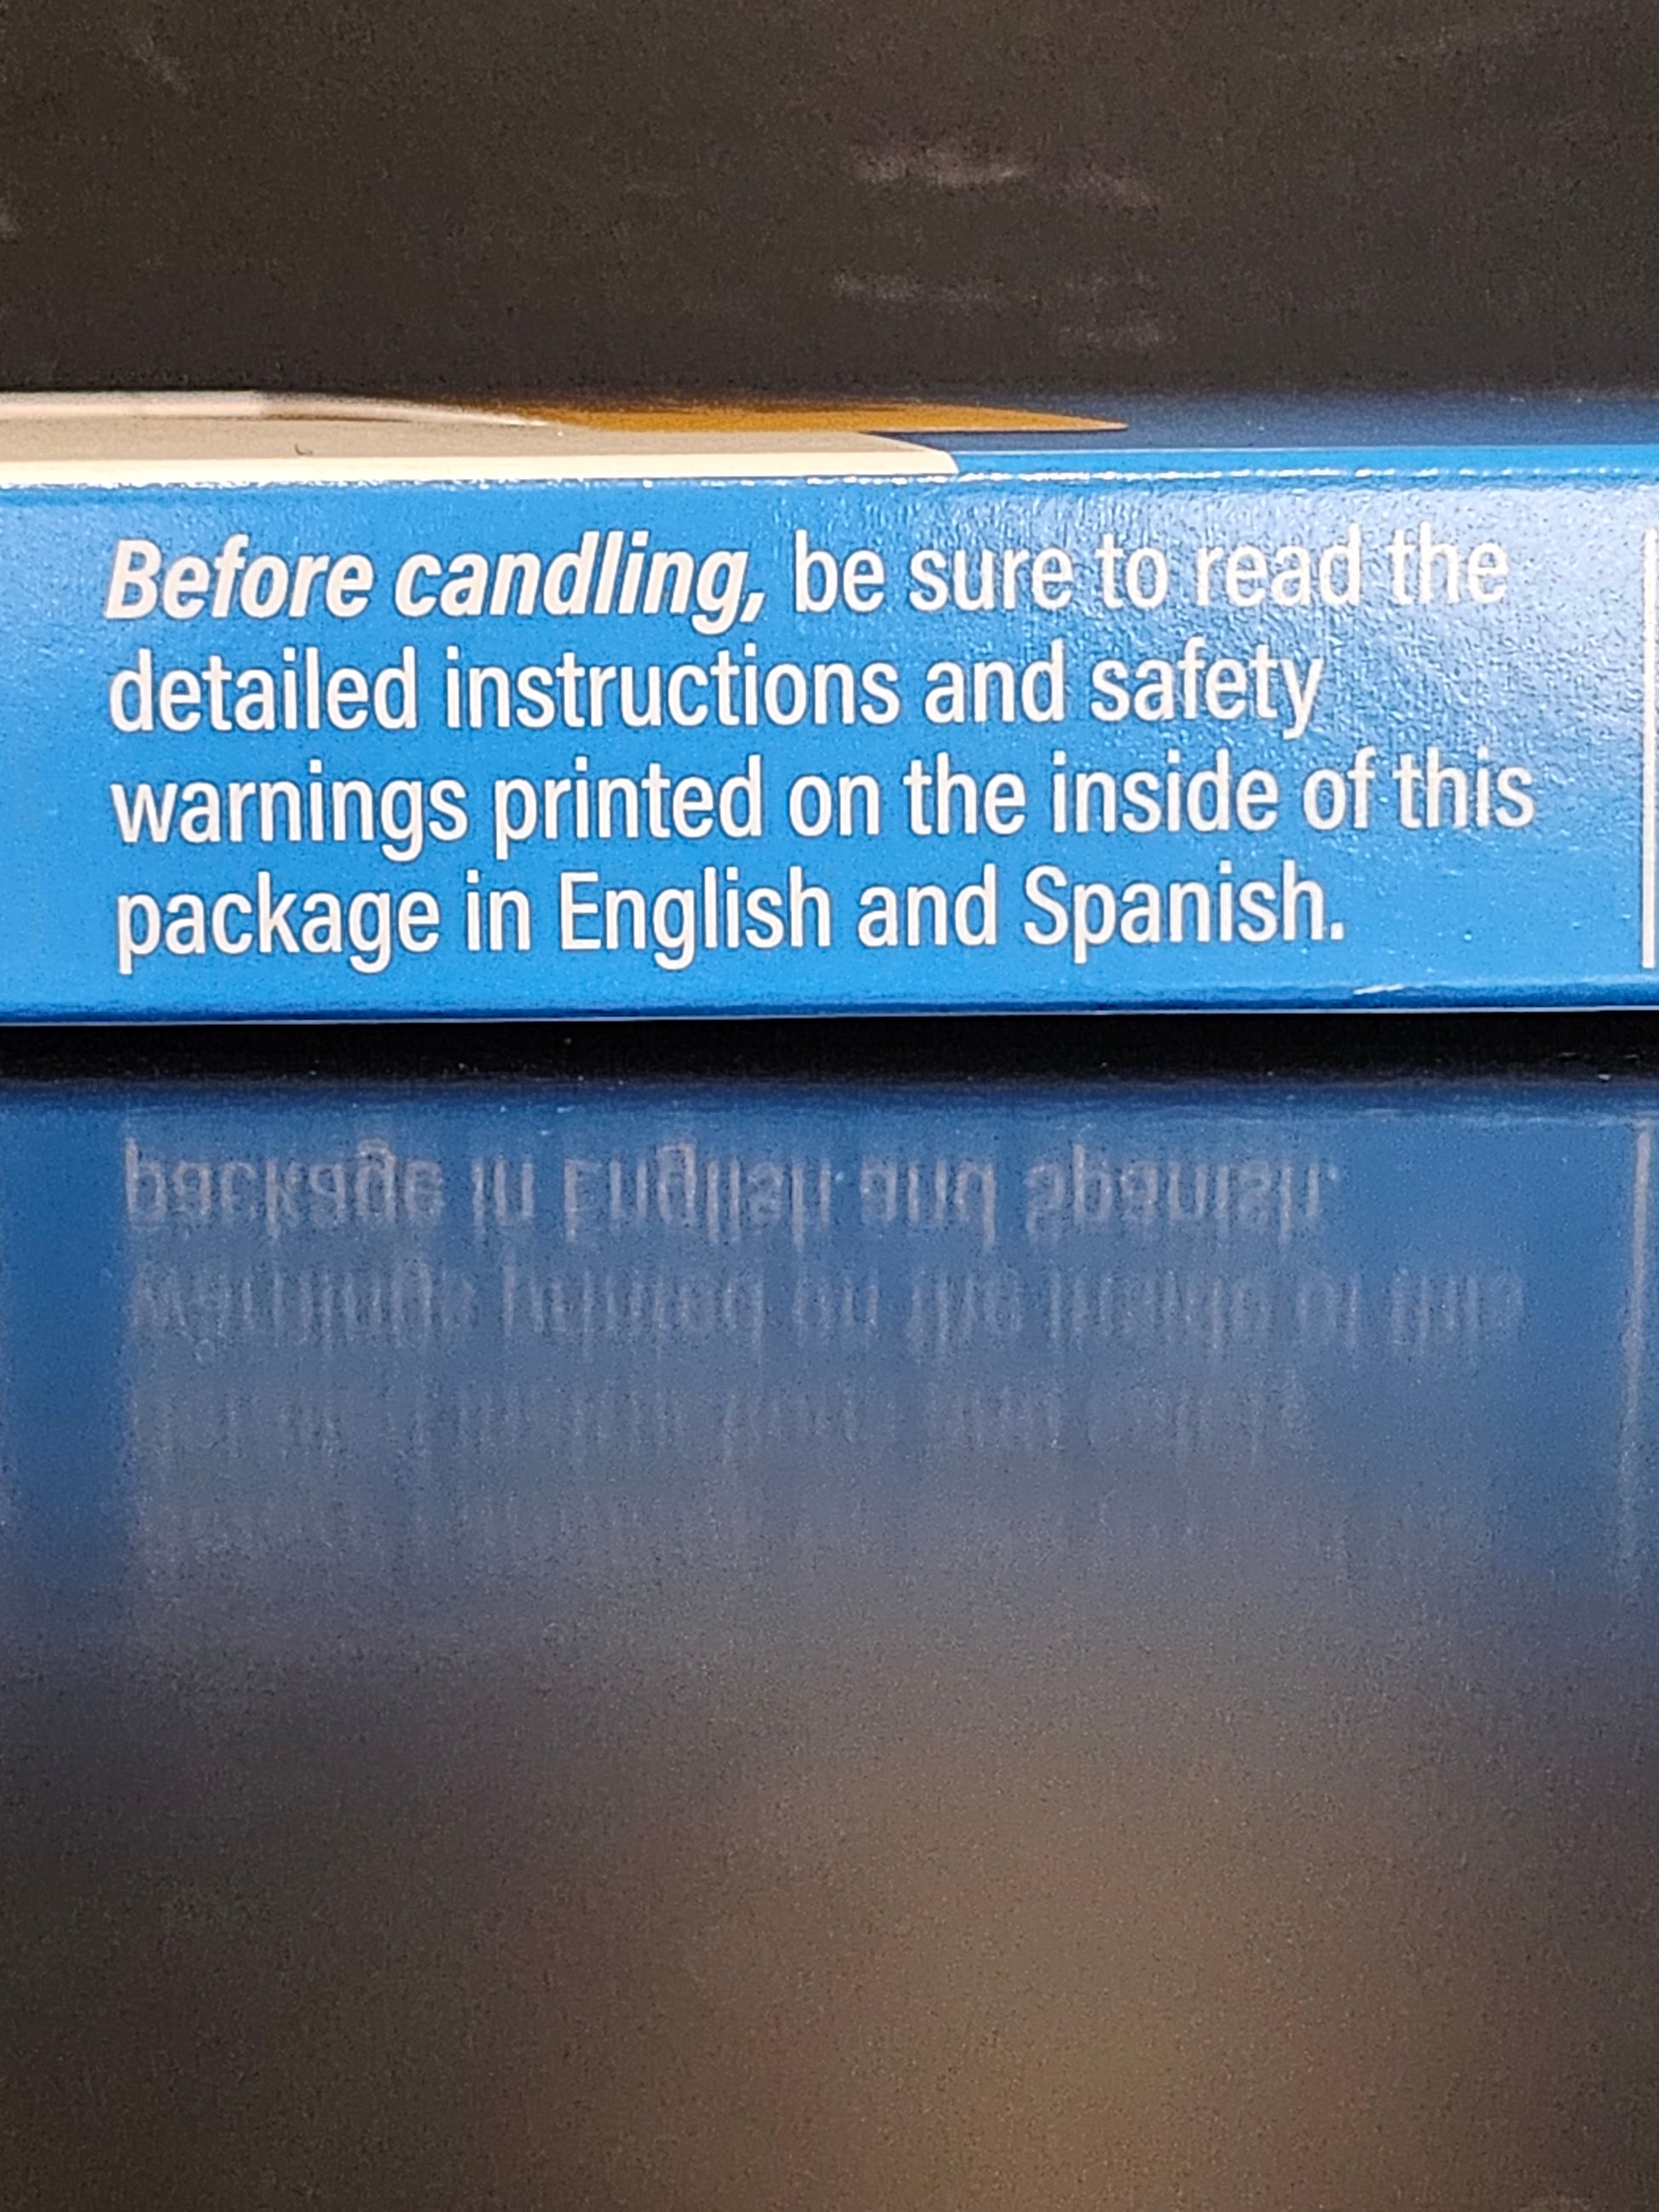 Before candling, be sure to read the
detailed instructions and safety
warnings printed on the inside of this
package in English and Spanish.